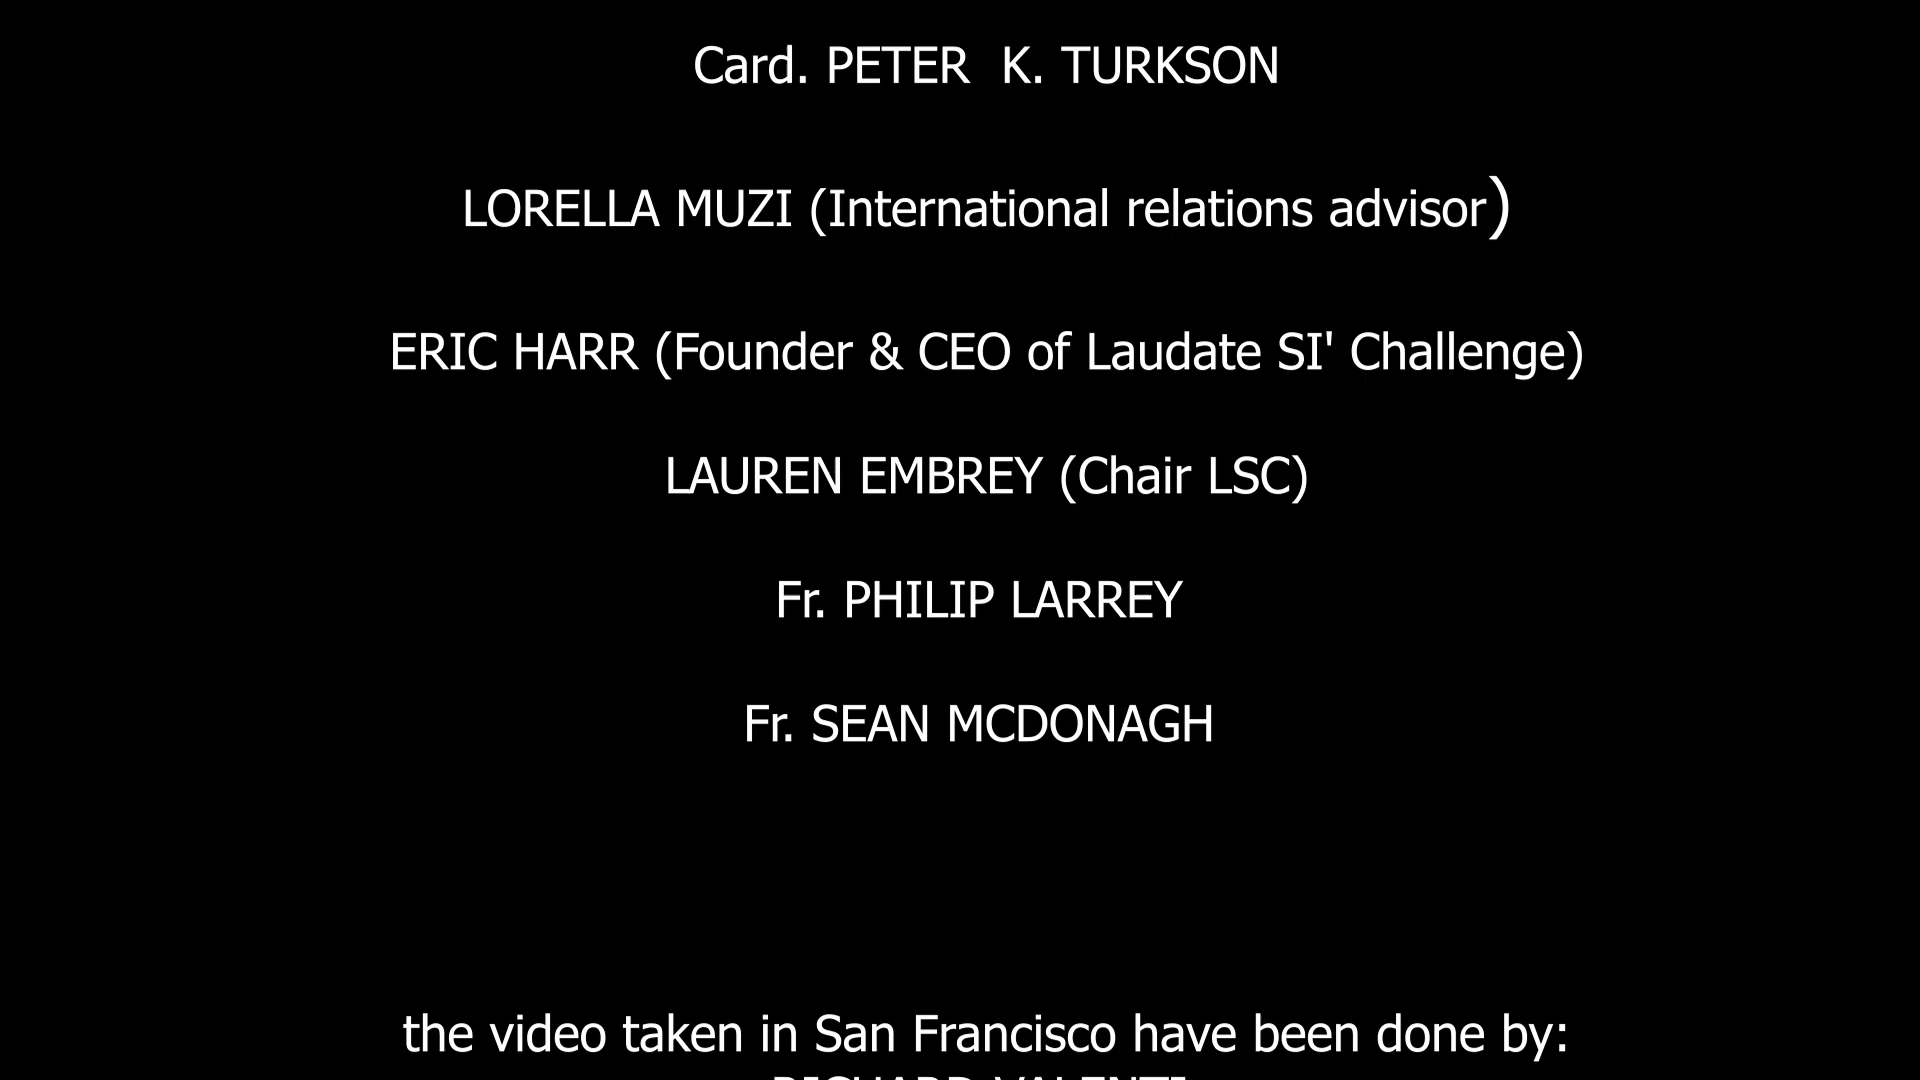 Card. PETER  K. TURKSON
LORELLA MUZI (International relations advisor)
ERIC HARR (Founder & CEO of Laudate SI' Challenge)
LAUREN EMBREY (Chair LSC)
Fr. PHILIP LARREY
Fr. SEAN MCDONAGH
the video taken in San Francisco have been done by:
RICHARD VALENTI